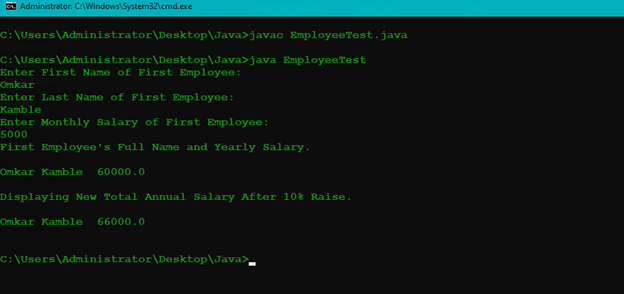 Administrator: C:\Windows\System32\cmd.exe
C:\Users\Administrator\Desktop\Java>javac EmployeeTest.java
C:\Users\Administrator\Desktop\Java>java EmployeeTest
Enter First Name of First Employee:
Omkar
Enter Last Name of First Employee:
Kamble
Enter Monthly Salary of First Employee:
5000
First Employee's Full Name and Yearly Salary.
Omkar Kamble  60000.0
Displaying New Total Annual Salary After 10% Raise.
Omkar Kamble  66000.0
C:\Users\Administrator\Desktop\Java>